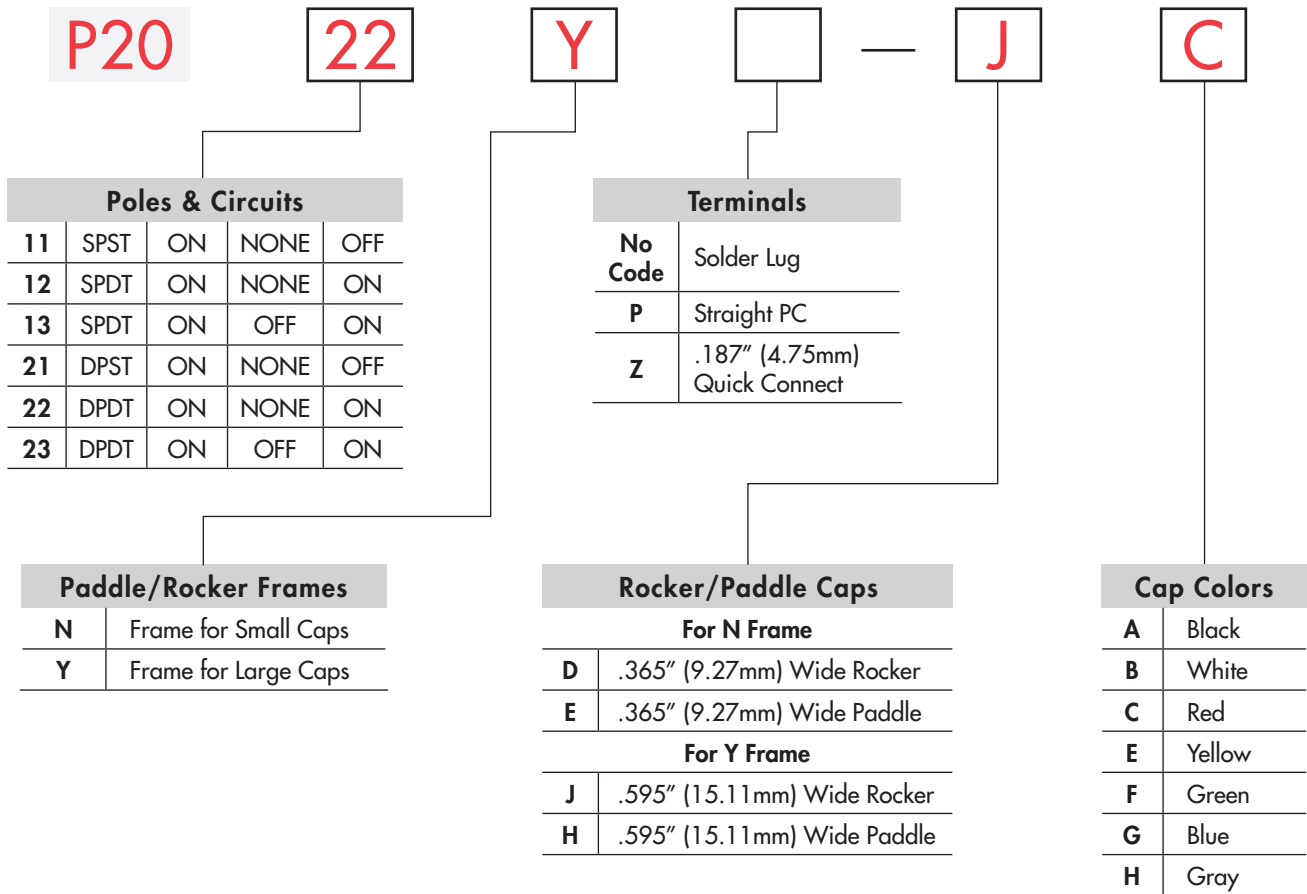 P20 22 Y — J C
Poles & Circuits
11 SPST ON NONE OFF
12 SPDT ON NONE ON
13 SPDT ON OFF ON
21 DPST ON NONE OFF
22 DPDT ON NONE ON
23 DPDT ON OFF ON
Terminals
No Code Solder Lug
P Straight PC
Z .187” (4.75mm)
Quick Connect
Paddle/Rocker Frames
N Frame for Small Caps
Y Frame for Large Caps
Rocker/Paddle Caps
For N Frame
D .365” (9.27mm) Wide Rocker
E .365” (9.27mm) Wide Paddle
For Y Frame
J .595” (15.11mm) Wide Rocker
H .595” (15.11mm) Wide Paddle
Cap Colors
A Black
B White
C Red
E Yellow
F Green
G Blue
H Gray